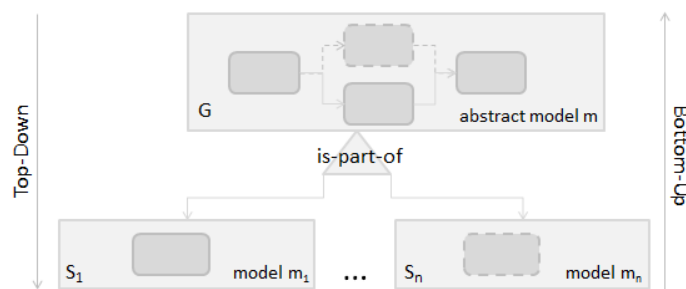 Top-Down
G
abstract model m
is-part-of
Bottom-Up
S1
model m1
...
Sn
model mn